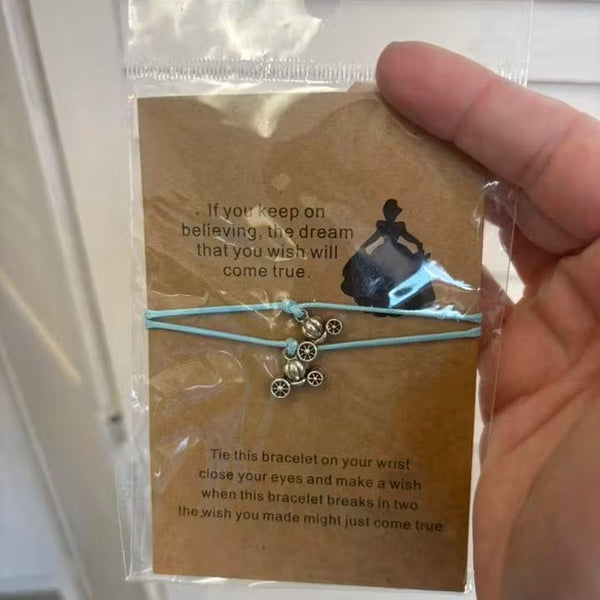 If you keep on
believing, the dream
that you wish will
come true.
Tie this bracelet on your wrist
close your eyes and make a wish
when this bracelet breaks in two
the wish you made might just come true